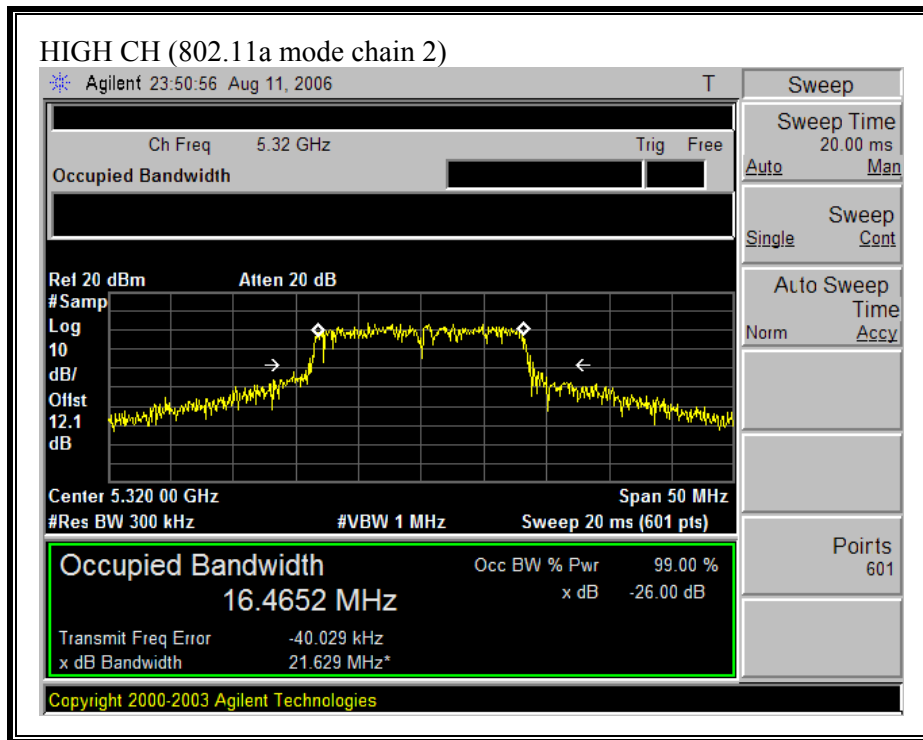 HIGH CH (802.11a mode chain 2)
Agilent 23:50:56 Aug 11, 2006 T
Ch Freq 5.32 GHz Trig Free
Occupied Bandwidth
Ref 20 dBm Atten 20 dB
#Samp
Log
10
dB/
Offst
12.1
dB
Center 5.320 00 GHz Span 50 MHz
#Res BW 300 kHz #VBW 1 MHz Sweep 20 ms (601 pts)
Occupied Bandwidth
16.4652 MHz
Occ BW % Pwr 99.00 %
x dB -26.00 dB
Transmit Freq Error -40.029 kHz
x dB Bandwidth 21.629 MHz*
Copyright 2000-2003 Agilent Technologies
Sweep
Sweep Time
20.00 ms
Auto Man
Sweep
Single Cont
Auto Sweep
Time
Norm Accy
Points
601